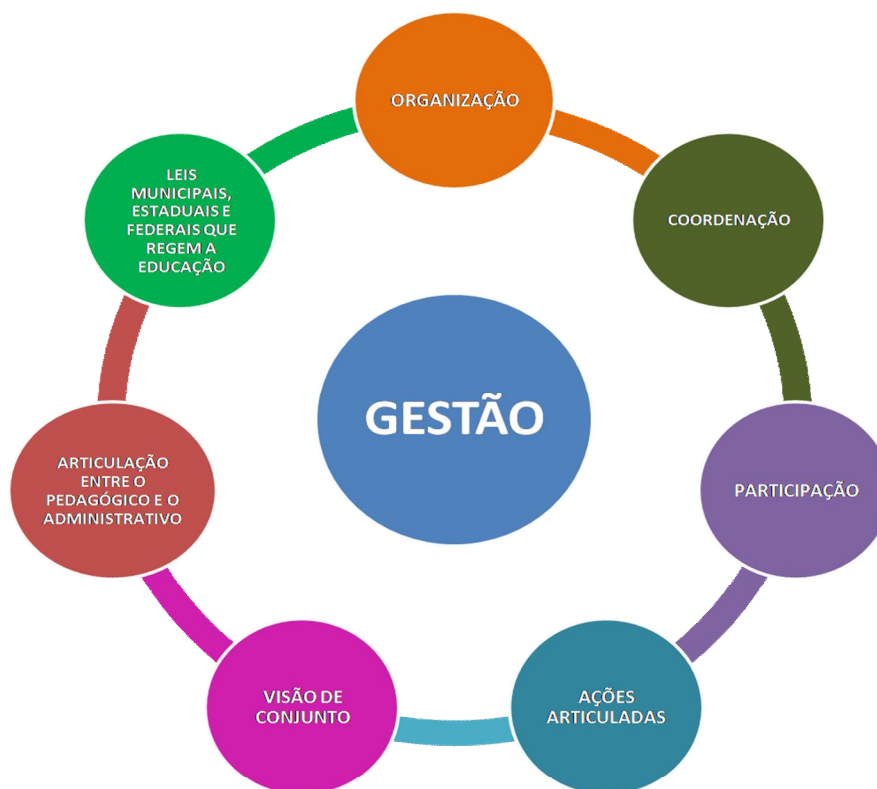 ORGANIZAÇÃO
COORDENAÇÃO
PARTICIPAÇÃO
AÇÕES
ARTICULADAS
VISÃO DE
CONJUNTO
ARTICULAÇÃO
ENTRE O
PEDAGÓGICO E O
ADMINISTRATIVO
LEIS
MUNICIPAIS,
ESTADUAIS E
FEDERAIS QUE
REGEM A
EDUCAÇÃO
GESTÃO